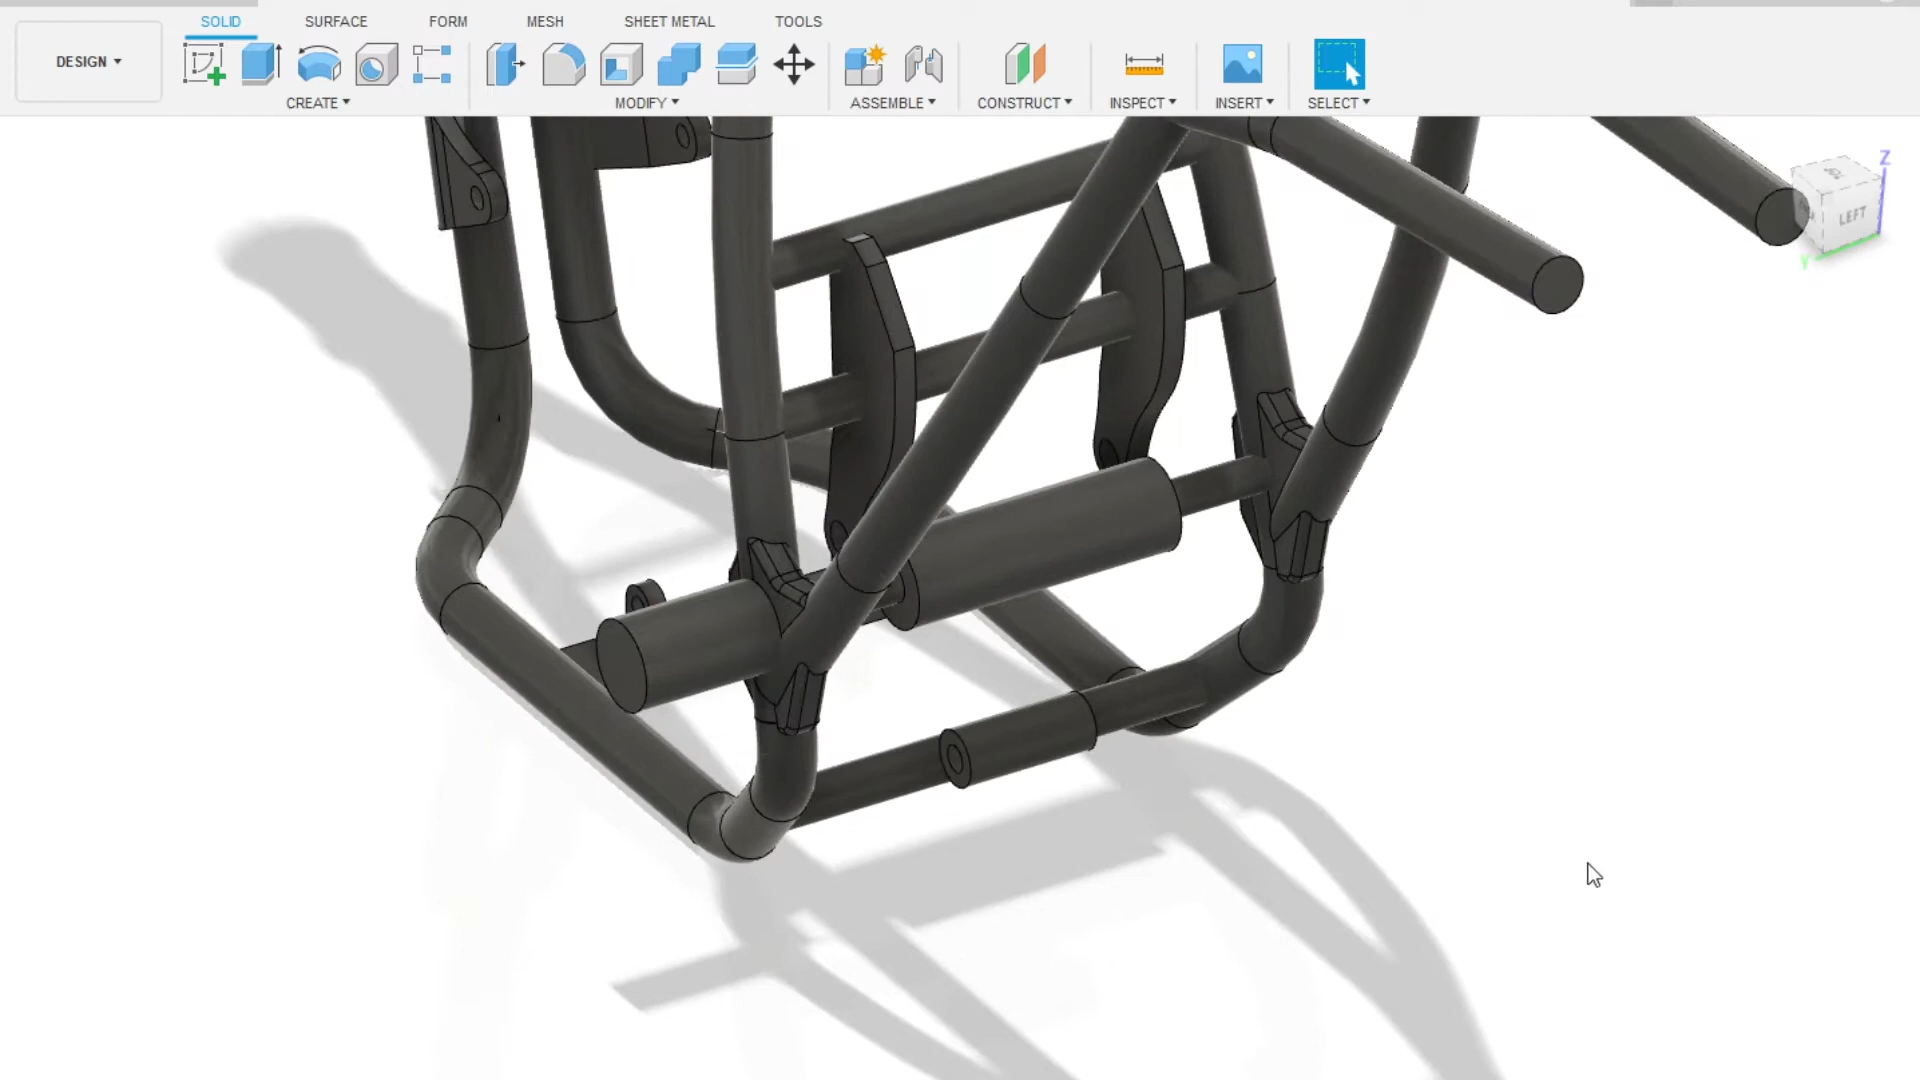 SOLID SURFACE FORM MESH SHEET METAL TOOLS
DESIGN
CREATE MODIFY ASSEMBLE CONSTRUCT INSPECT INSERT SELECT
Z
LEFT
Y